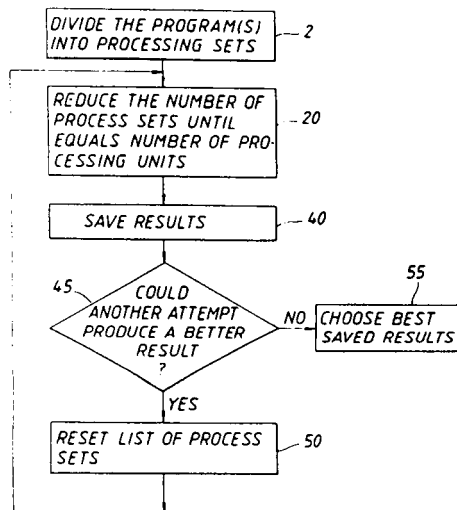 DIVIDE THE PROGRAM(S)
INTO PROCESSING SETS
2
REDUCE THE NUMBER OF
PROCESS SETS UNTIL
EQUALS NUMBER OF PRO-
CESSING UNITS
20
SAVE RESULTS
40
45
COULD
ANOTHER ATTEMPT
PRODUCE A BETTER
RESULT
?
NO
55
CHOOSE BEST
SAVED RESULTS
YES
RESET LIST OF PROCESS
SETS
50